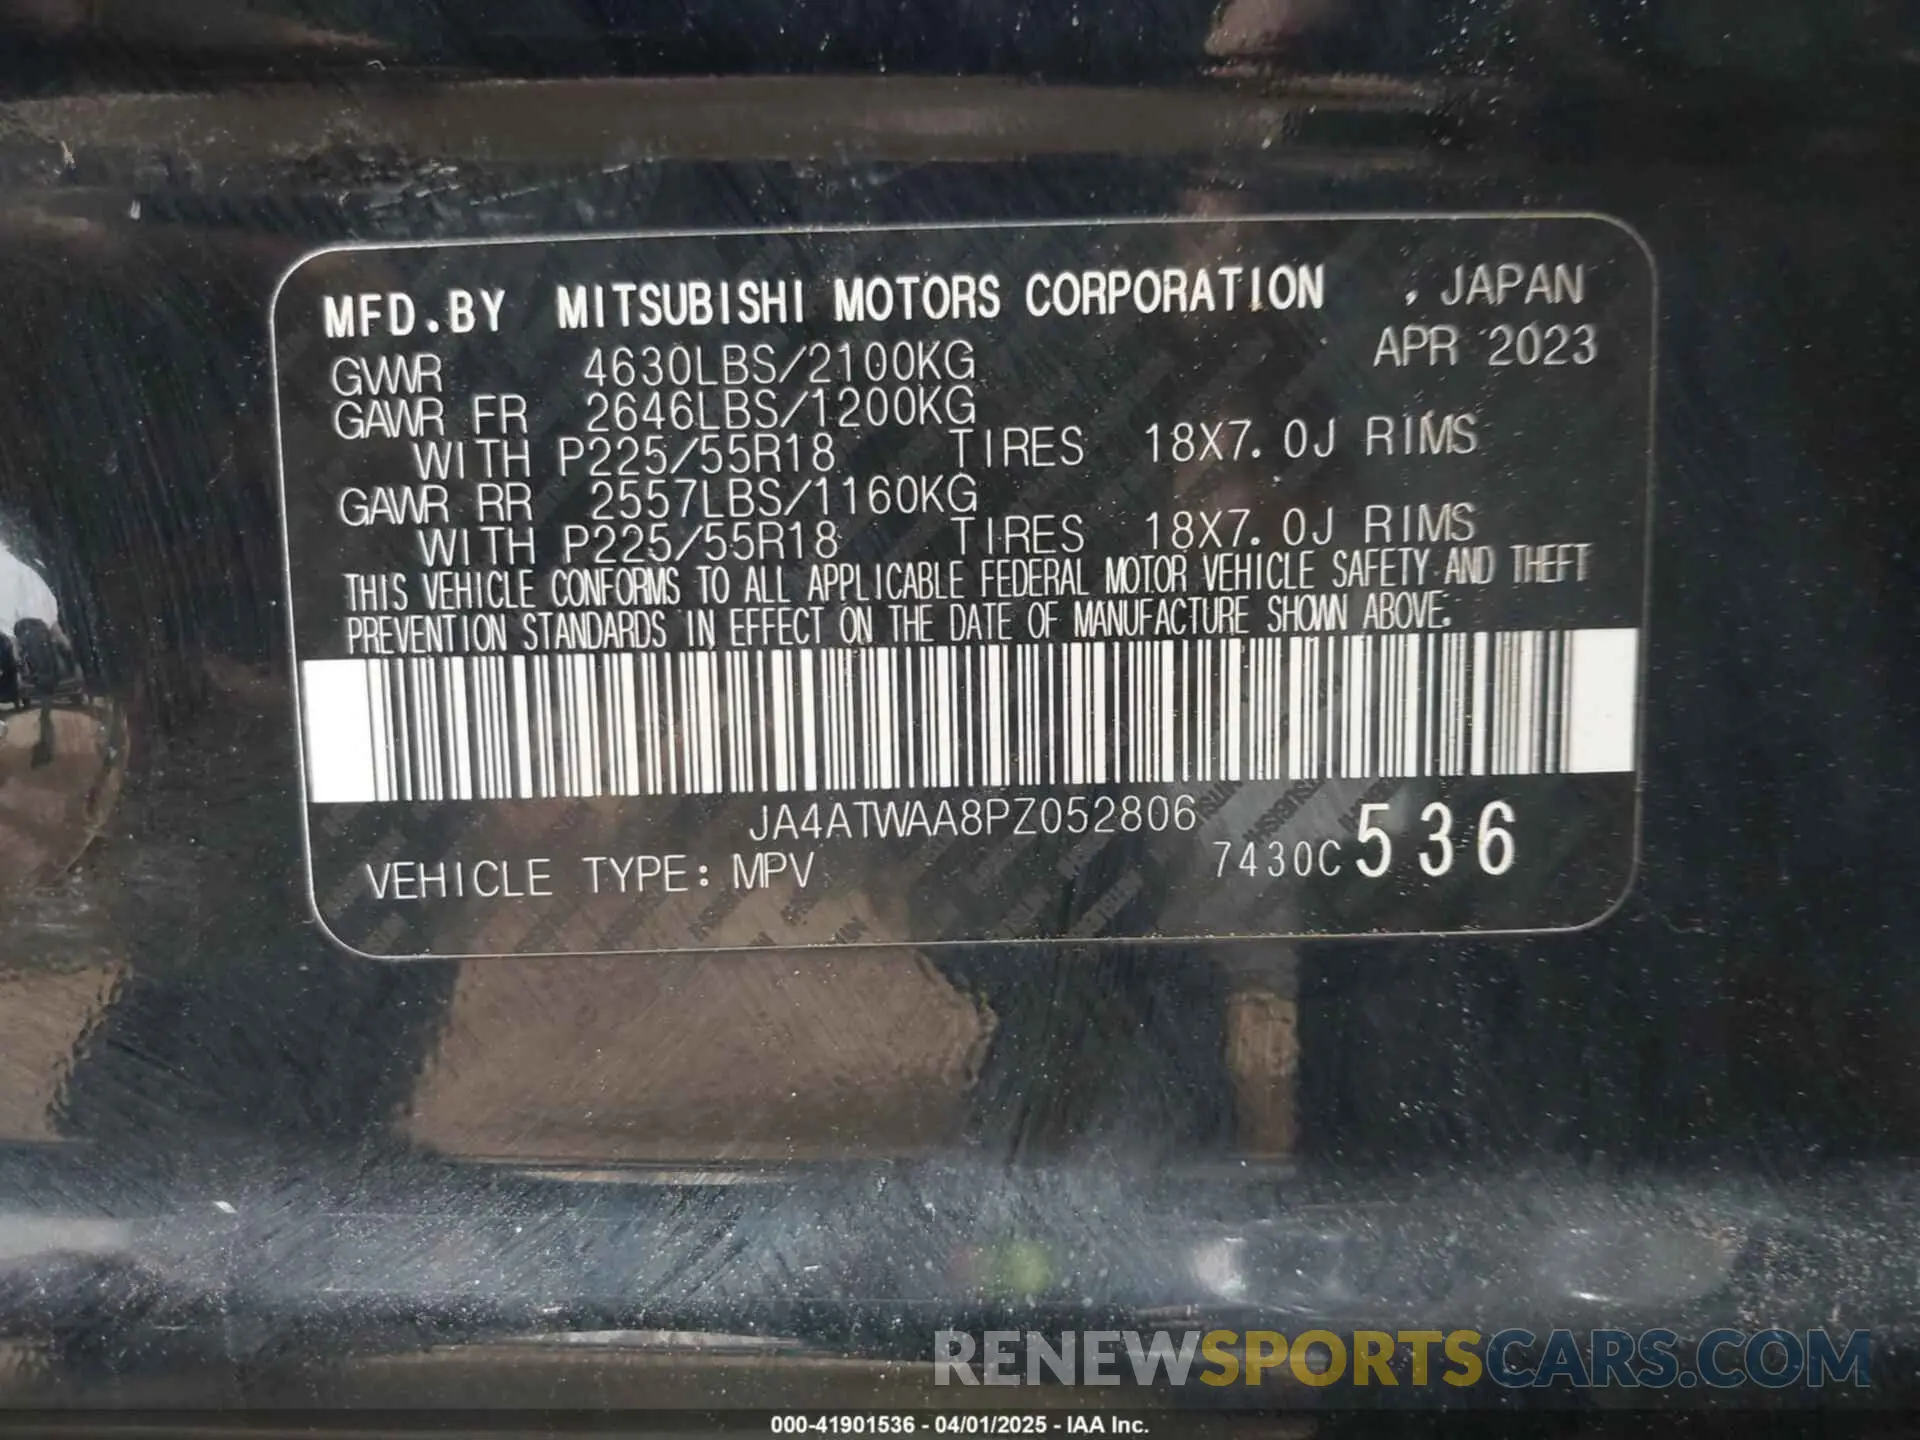 MFD.BY MITSUBISHI MOTORS CORPORATION , JAPAN
APR 2023
GVWR 4630LBS/2100KG
GAWR FR 2646LBS/1200KG
WITH P225/55R18 TIRES 18X7.0J RIMS
GAWR RR 2557LBS/1160KG
WITH P225/55R18 TIRES 18X7.0J RIMS
THIS VEHICLE CONFORMS TO ALL APPLICABLE FEDERAL MOTOR VEHICLE SAFETY AND THEFT
PREVENTION STANDARDS IN EFFECT ON THE DATE OF MANUFACTURE SHOWN ABOVE.
JA4ATWAA8PZ052806
VEHICLE TYPE: MPV 7430C 536
RENEWSPORTSCARS.COM
000-41901536 - 04/01/2025 - IAA Inc.